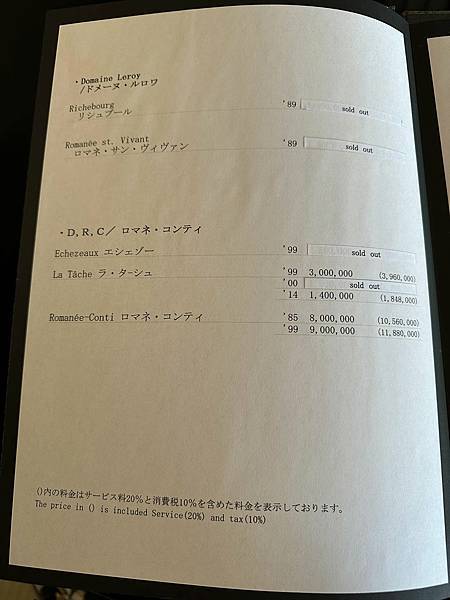 ・Domaine Leroy
/ドメーヌ・ルロワ
Richebourg '89 sold out
リシュブール
Romanée st. Vivant '89 sold out
ロマネ・サン・ヴィヴァン
・D,R,C／ ロマネ・コンティ
Echezeaux エシェゾー '99 sold out
La Tâche ラ・ターシュ '99 3,000,000 (3,960,000)
'00 sold out
'14 1,400,000 (1,848,000)
Romanée-Conti ロマネ・コンティ '85 8,000,000 (10,560,000)
'99 9,000,000 (11,880,000)
()内の料金はサービス料20％と消費税10％を含めた料金を表示しております。
The price in () is included Service(20%) and tax(10%)